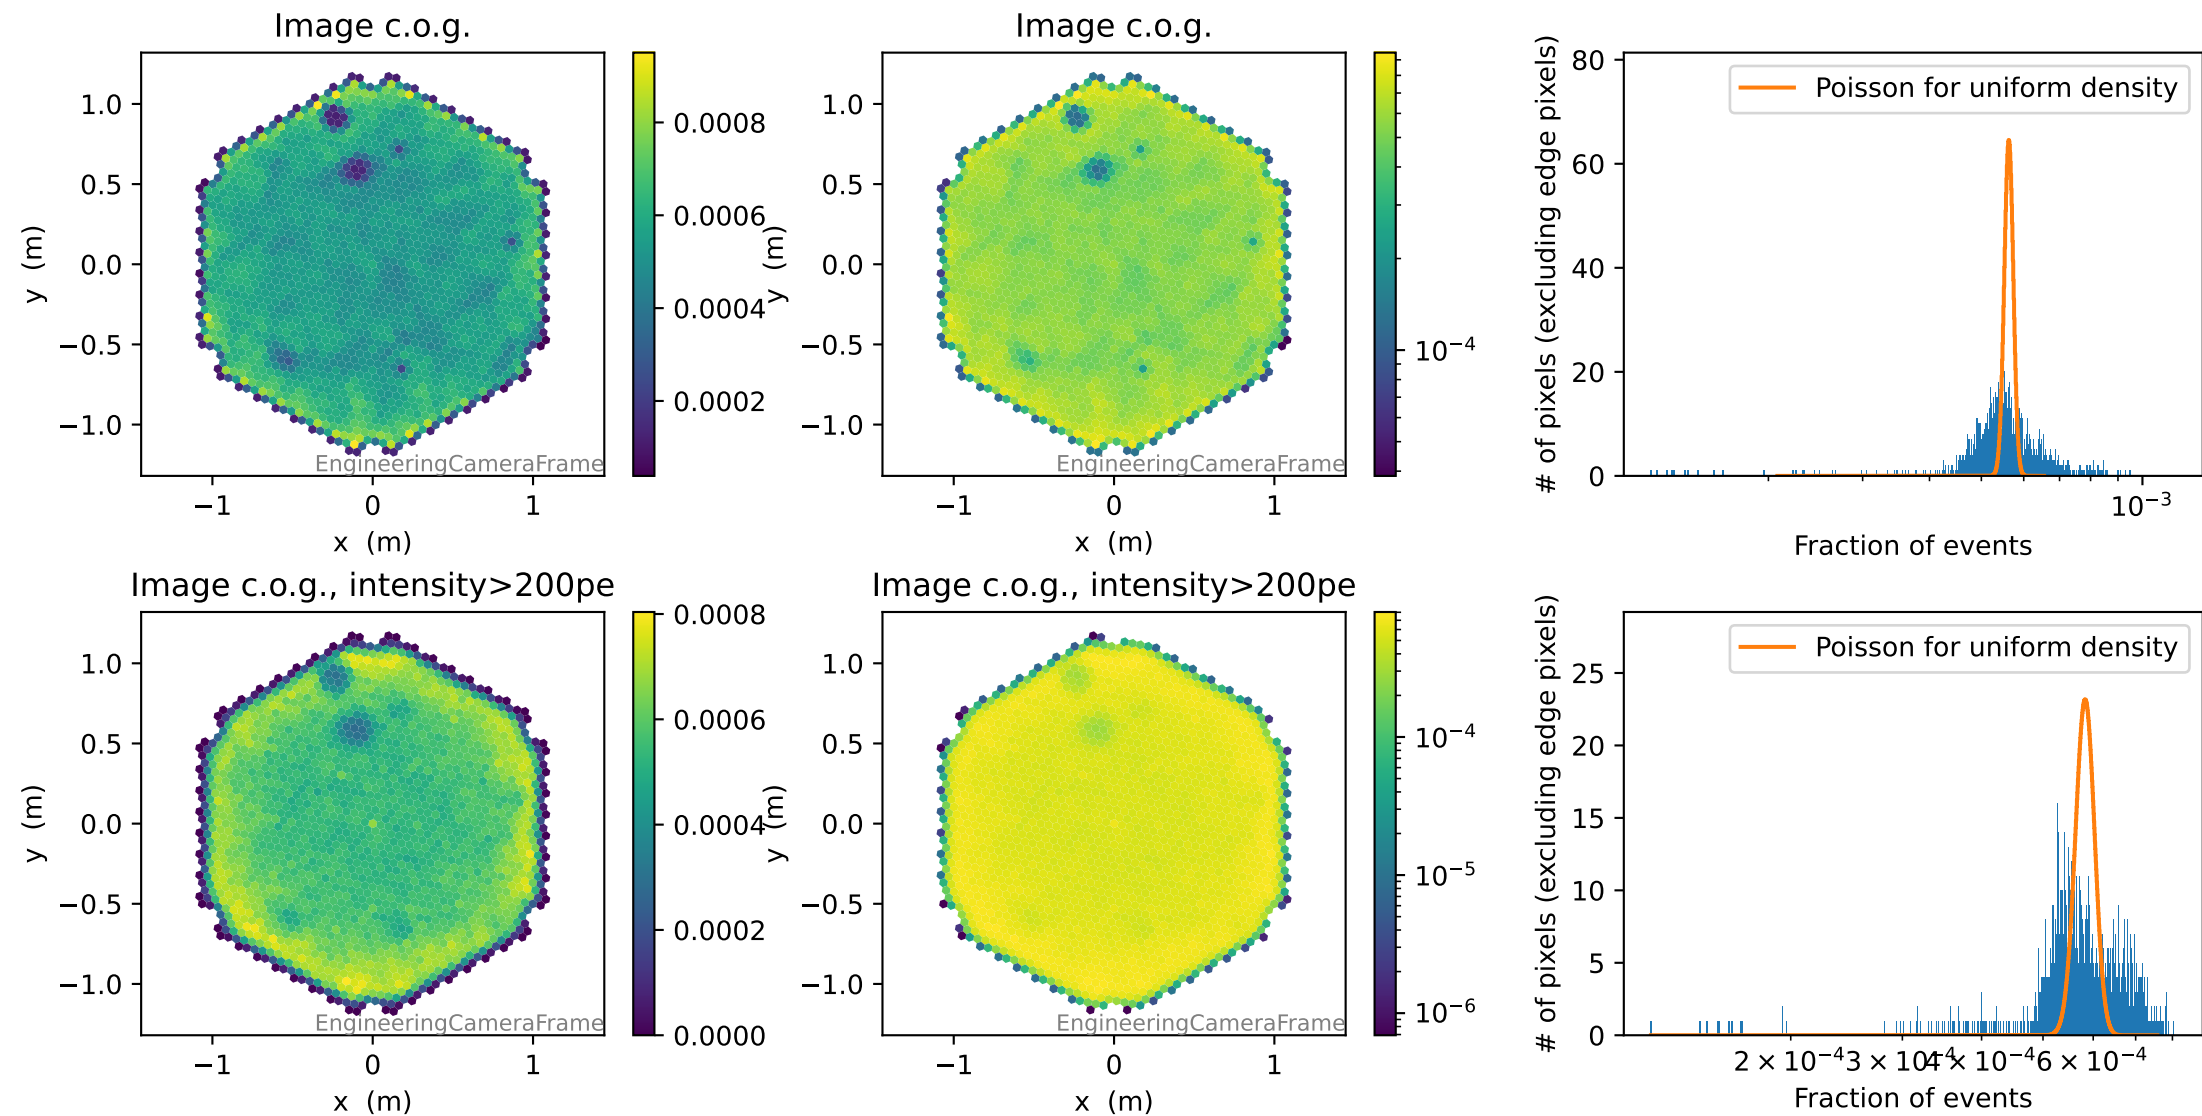 Image c.o.g.
1.0
0.5
0.0
−0.5
−1.0
y (m)
−1 0 1
x (m)
EngineeringCameraFrame
0.0008
0.0006
0.0004
0.0002
Image c.o.g.
1.0
0.5
0.0
−0.5
−1.0
y (m)
−1 0 1
x (m)
EngineeringCameraFrame
10⁻⁴
# of pixels (excluding edge pixels)
80
60
40
20
0
Poisson for uniform density
10⁻³
Fraction of events
Image c.o.g., intensity>200pe
1.0
0.5
0.0
−0.5
−1.0
y (m)
−1 0 1
x (m)
EngineeringCameraFrame
0.0008
0.0006
0.0004
0.0002
0.0000
Image c.o.g., intensity>200pe
1.0
0.5
0.0
−0.5
−1.0
y (m)
−1 0 1
x (m)
EngineeringCameraFrame
10⁻⁴
10⁻⁵
10⁻⁶
# of pixels (excluding edge pixels)
25
20
15
10
5
0
Poisson for uniform density
2 × 10⁻⁴ 3 × 10⁻⁴ 4 × 10⁻⁴ 6 × 10⁻⁴
Fraction of events